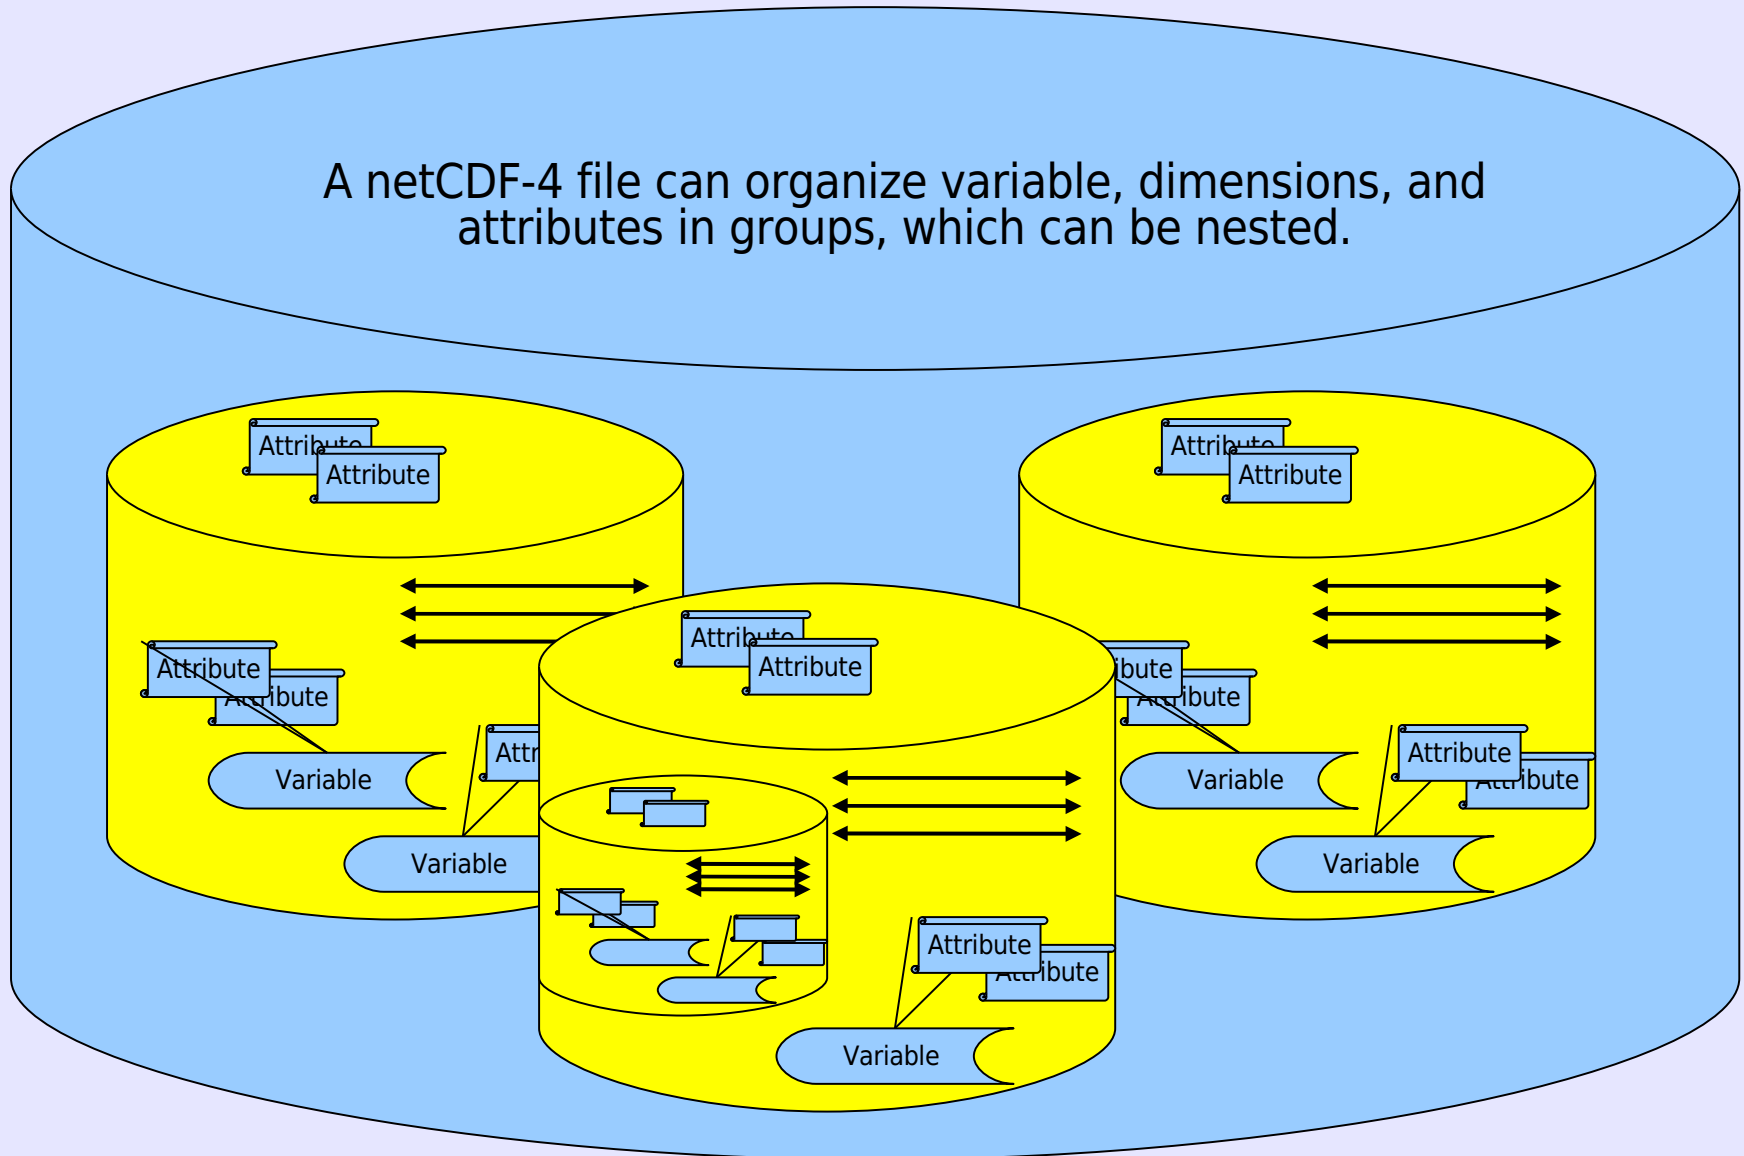 A netCDF-4 file can organize variable, dimensions, and
attributes in groups, which can be nested.
Attribute
Attribute
Attribute
Attribute
Attribute
Attribute
Attribute
Attribute
Attribute
Variable
Variable
Attribute
Attribute
Variable
Variable
Attribute
Attribute
Variable